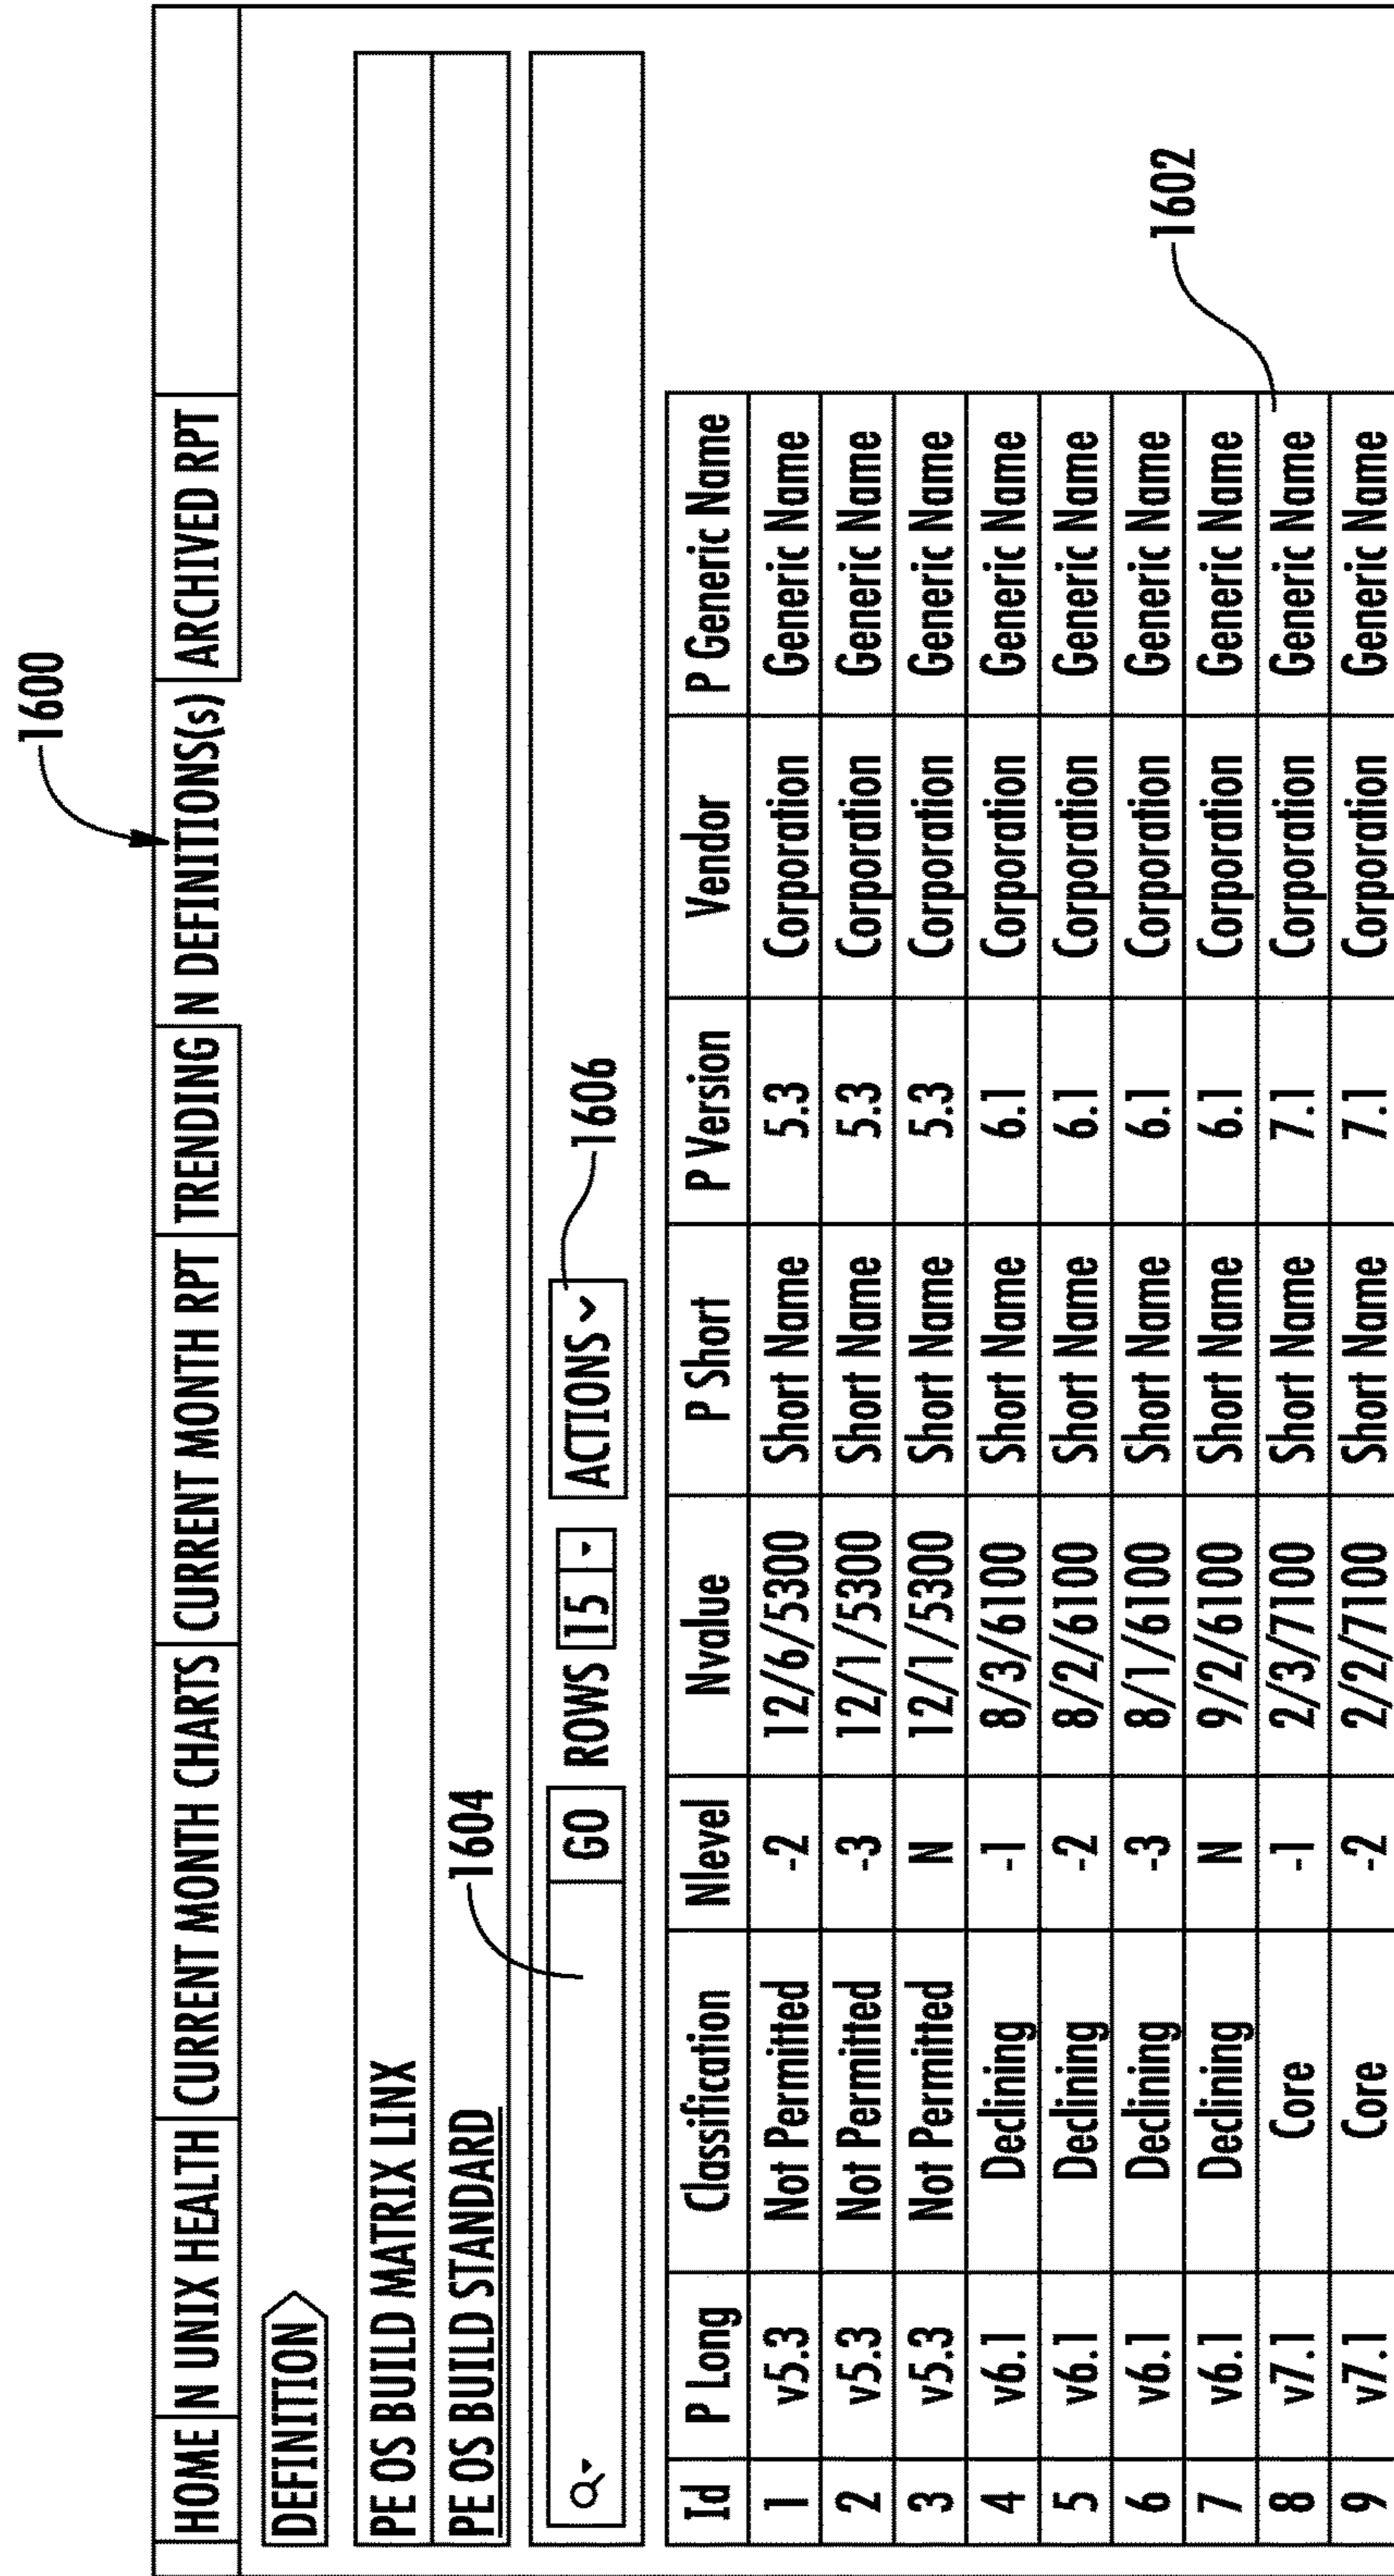 1600
HOME N UNIX HEALTH CURRENT MONTH CHARTS CURRENT MONTH RPT TRENDING N DEFINITIONS(s) ARCHIVED RPT
DEFINITION
PE OS BUILD MATRIX LINX
PE OS BUILD STANDARD
1604
GO ROWS 15 ACTIONS
1606
Id P Long Classification Nlevel Nvalue P Short P Version Vendor P Generic Name
1 v5.3 Not Permitted -2 12/6/5300 Short Name 5.3 Corporation Generic Name
2 v5.3 Not Permitted -3 12/1/5300 Short Name 5.3 Corporation Generic Name
3 v5.3 Not Permitted N 12/1/5300 Short Name 5.3 Corporation Generic Name
4 v6.1 Declining -1 8/3/6100 Short Name 6.1 Corporation Generic Name
5 v6.1 Declining -2 8/2/6100 Short Name 6.1 Corporation Generic Name
6 v6.1 Declining -3 8/1/6100 Short Name 6.1 Corporation Generic Name
7 v6.1 Declining N 9/2/6100 Short Name 6.1 Corporation Generic Name
8 v7.1 Core -1 2/3/7100 Short Name 7.1 Corporation Generic Name
9 v7.1 Core -2 2/2/7100 Short Name 7.1 Corporation Generic Name
1602